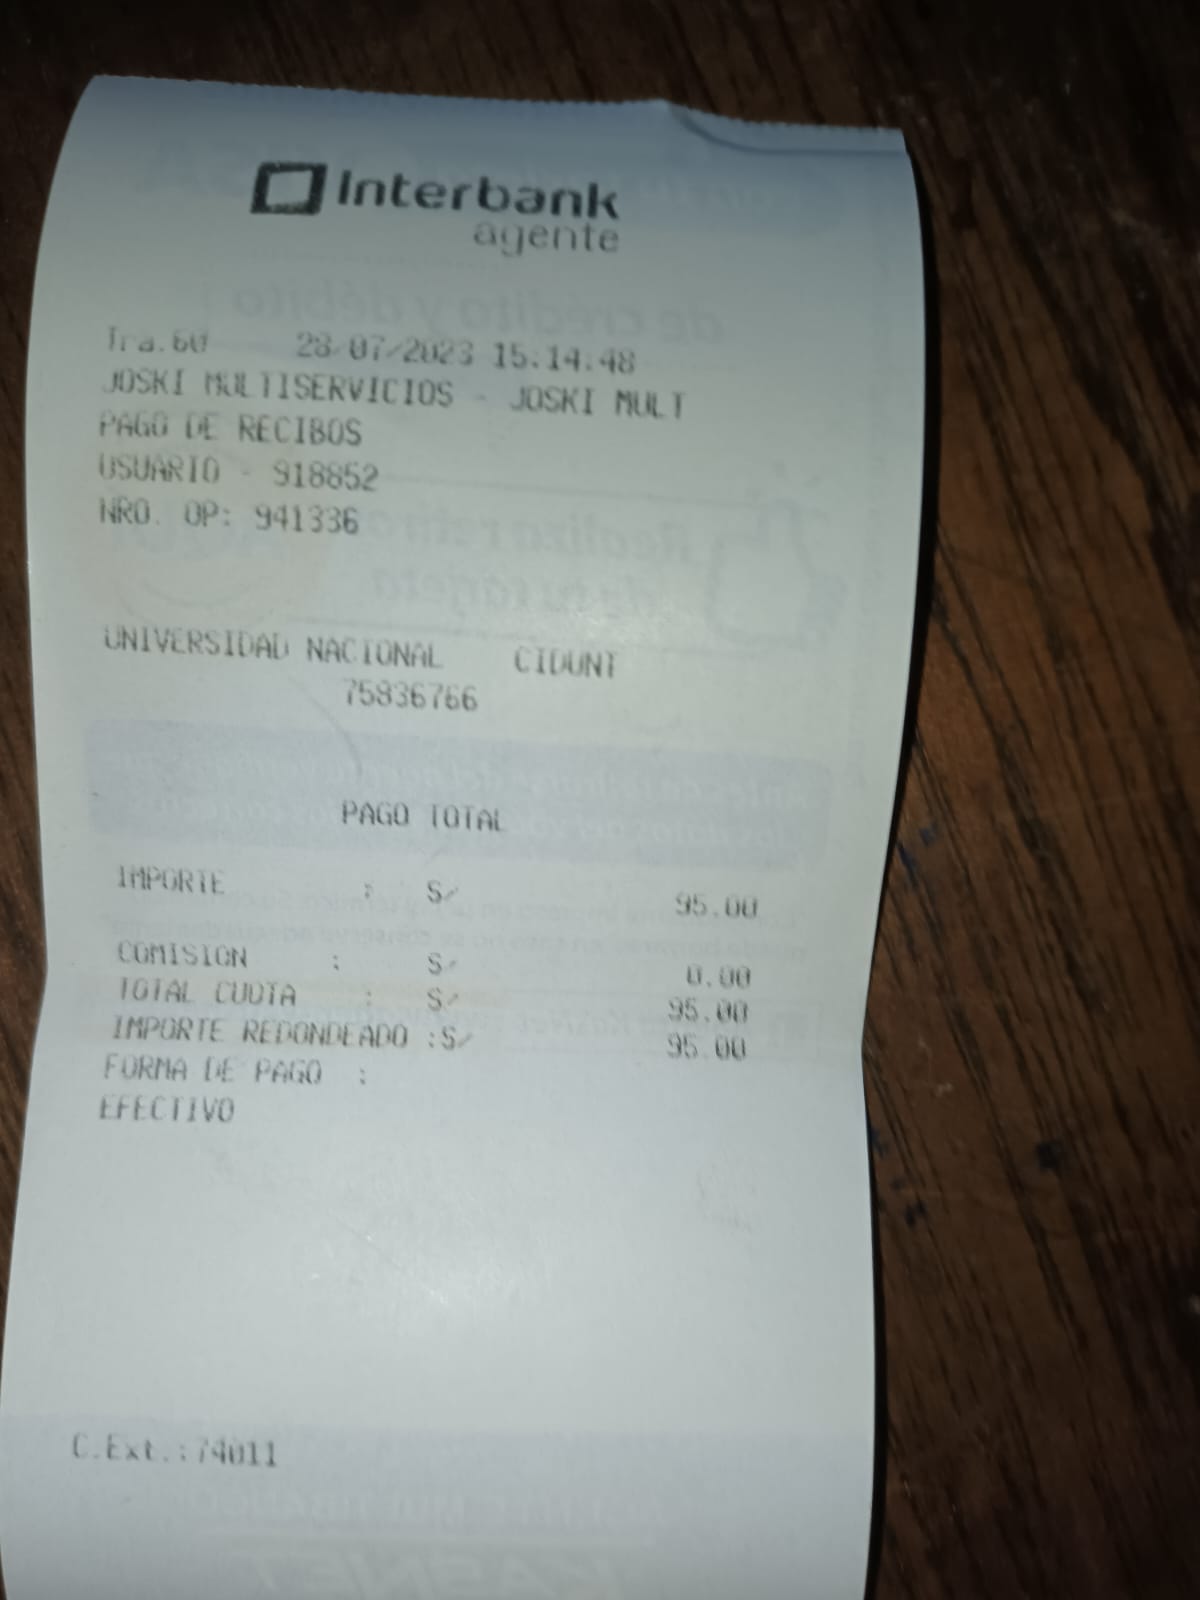 Interbank
agente
Tra.60 28/07/2023 15.14.48
JOSKI MULTISERVICIOS - JOSKI MULT
PAGO DE RECIBOS
USUARIO - 918852
NRO. OP: 941336
UNIVERSIDAD NACIONAL CIDUNT
75836766
PAGO TOTAL
IMPORTE : S/ 95.00
COMISION : S/ 0.00
TOTAL CUOTA : S/ 95.00
IMPORTE REDONDEADO :S/ 95.00
FORMA DE PAGO :
EFECTIVO
C.Ext.:74011